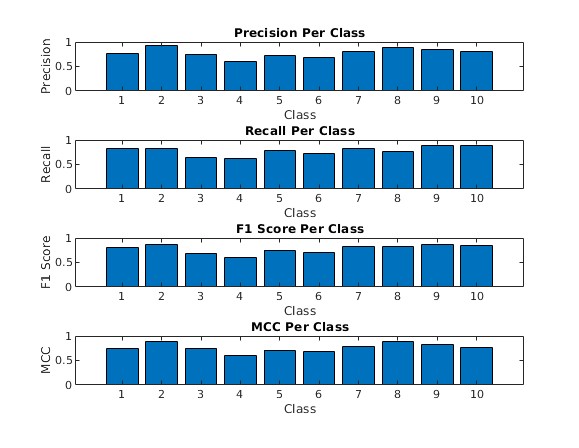 Precision Per Class
Precision
1
0.5
0
1 2 3 4 5 6 7 8 9 10
Class
Recall Per Class
Recall
1
0.5
0
1 2 3 4 5 6 7 8 9 10
Class
F1 Score Per Class
F1 Score
1
0.5
0
1 2 3 4 5 6 7 8 9 10
Class
MCC Per Class
MCC
1
0.5
0
1 2 3 4 5 6 7 8 9 10
Class